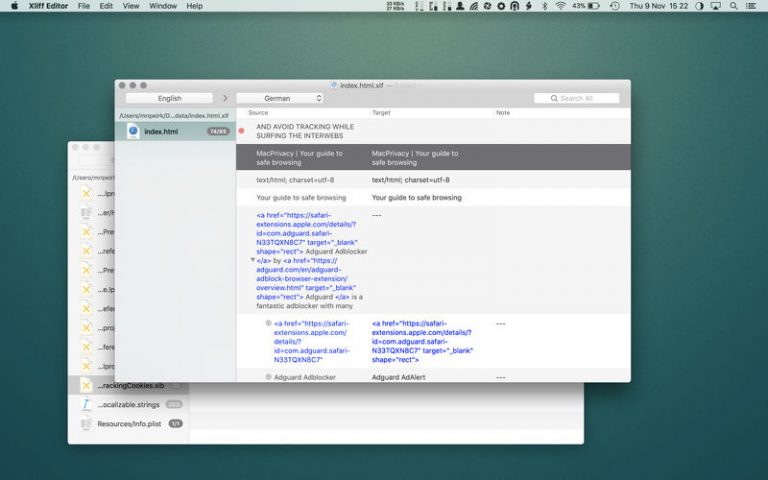 Xliff Editor File Edit View Window Help
43% Thu 9 Nov 15 22
index.html.xlf — Edited
English > German
Search All
/Users/mrqwirk/D...data/index.html.xlf
index.html 74/85
Source Target Note
AND AVOID TRACKING WHILE
SURFING THE INTERWEBS
MacPrivacy | Your guide to
safe browsing
MacPrivacy | Your guide to
safe browsing
text/html; charset=utf-8
text/html; charset=utf-8
Your guide to safe browsing
Your guide to safe browsing
<a href="https://safari-
extensions.apple.com/details/?
id=com.adguard.safari-
N33TQXN8C7" target="_blank"
shape="rect"> Adguard Adblocker
</a> by <a href="https://
adguard.com/en/adguard-
adblock-browser-extension/
overview.html" target="_blank"
shape="rect"> Adguard </a> is a
fantastic adblocker with many
---
<a href="https://safari-
extensions.apple.com/
details/?
id=com.adguard.safari-
N33TQXN8C7"
<a href="https://safari-
extensions.apple.com/details/?
id=com.adguard.safari-
N33TQXN8C7" target="_blank"
shape="rect">
---
Adguard Adblocker
Adguard AdAlert
---
/Users/m
....lpro
...er/H
...Pre
...refe
...Pre
...e.ip
...efer
...proj
...fere
...lpro
...rackingCookies.xib
...ocalizable.strings
Resources/Info.plist 1/1